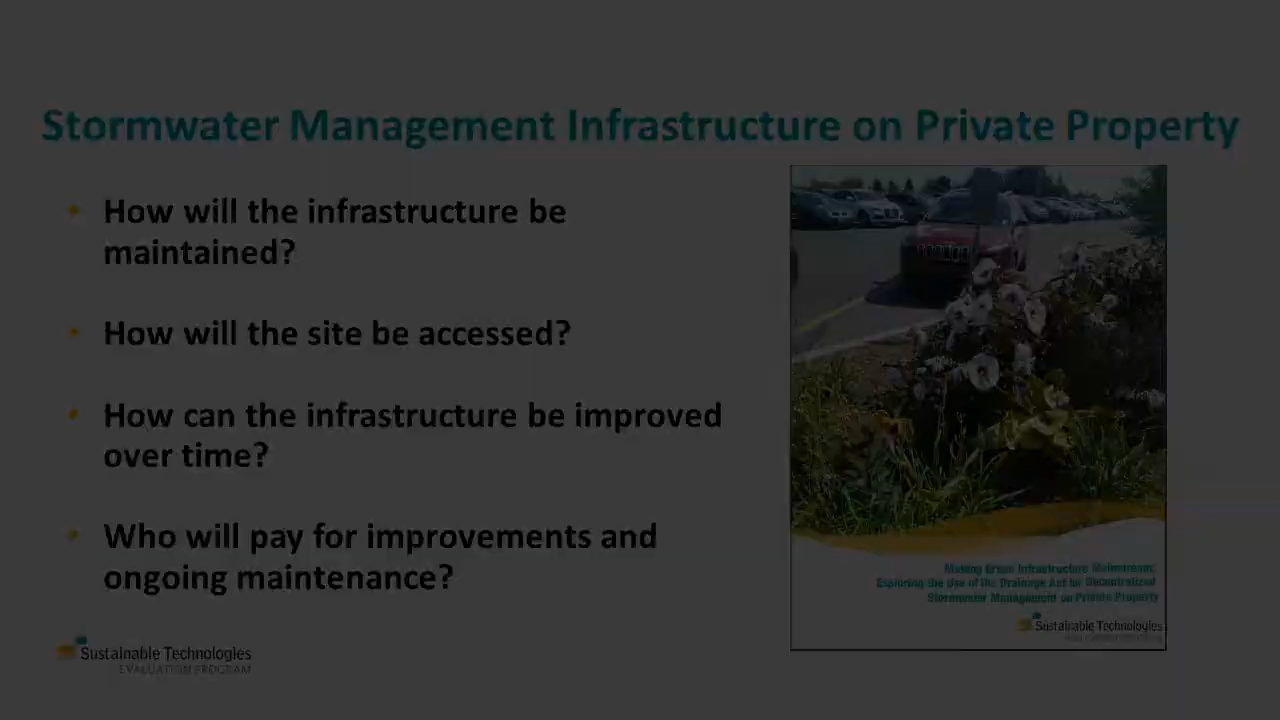 Stormwater Management Infrastructure on Private Property
• How will the infrastructure be
maintained?
• How will the site be accessed?
• How can the infrastructure be improved
over time?
• Who will pay for improvements and
ongoing maintenance?
Making Green Infrastructure Mainstream:
Exploring the Use of the Drainage Act for Decentralized
Stormwater Management on Private Property
Sustainable Technologies
Sustainable Technologies
EVALUATION PROGRAM